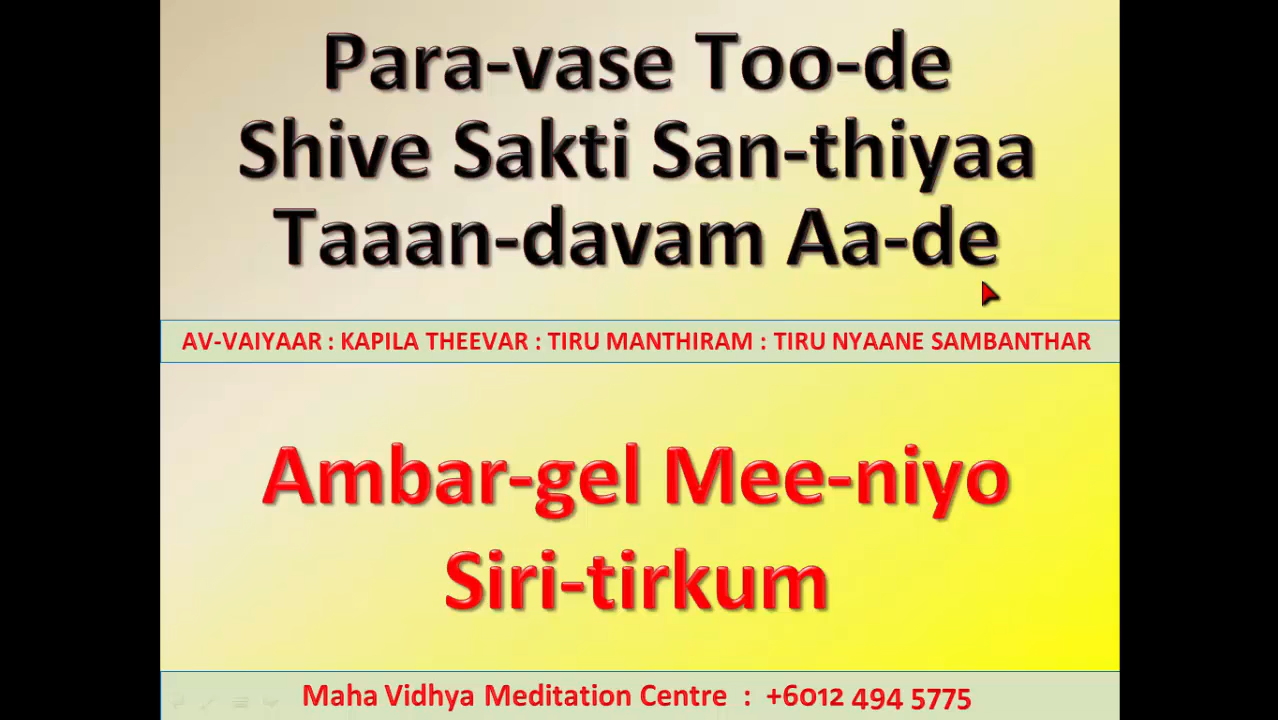 Para-vase Too-de
Shive Sakti San-thiyaa
Taaan-davam Aa-de
AV-VAIYAAR : KAPILA THEEVAR : TIRU MANTHIRAM : TIRU NYAANE SAMBANTHAR
Ambar-gel Mee-niyo
Siri-tirkum
Maha Vidhya Meditation Centre : +6012 494 5775